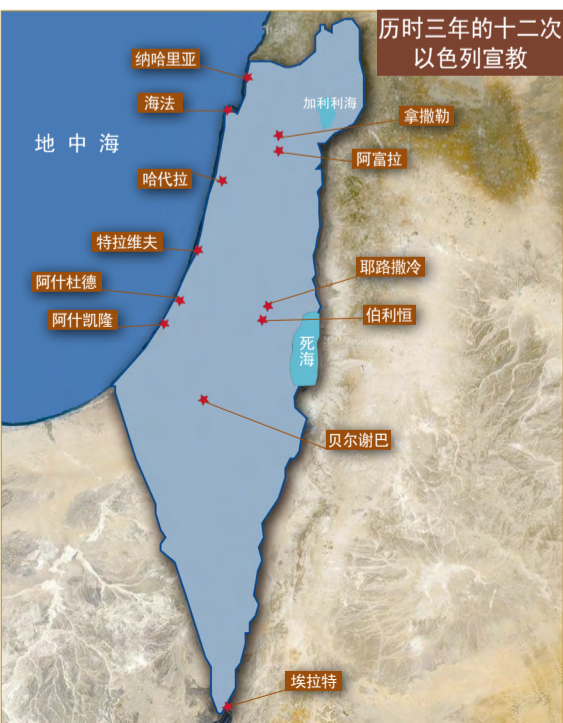 历时三年的十二次
以色列宣教
纳哈里亚
海法
加利利海
拿撒勒
地中海
阿富拉
哈代拉
特拉维夫
耶路撒冷
阿什杜德
伯利恒
阿什凯隆
死
海
贝尔谢巴
埃拉特